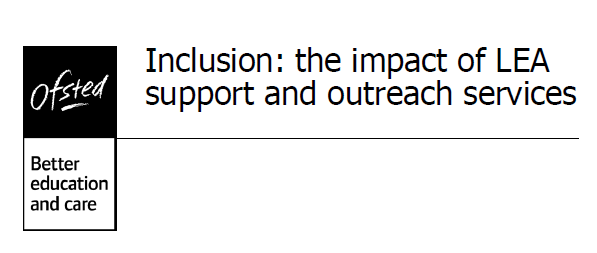 Ofsted
Better
education
and care
Inclusion: the impact of LEA
support and outreach services